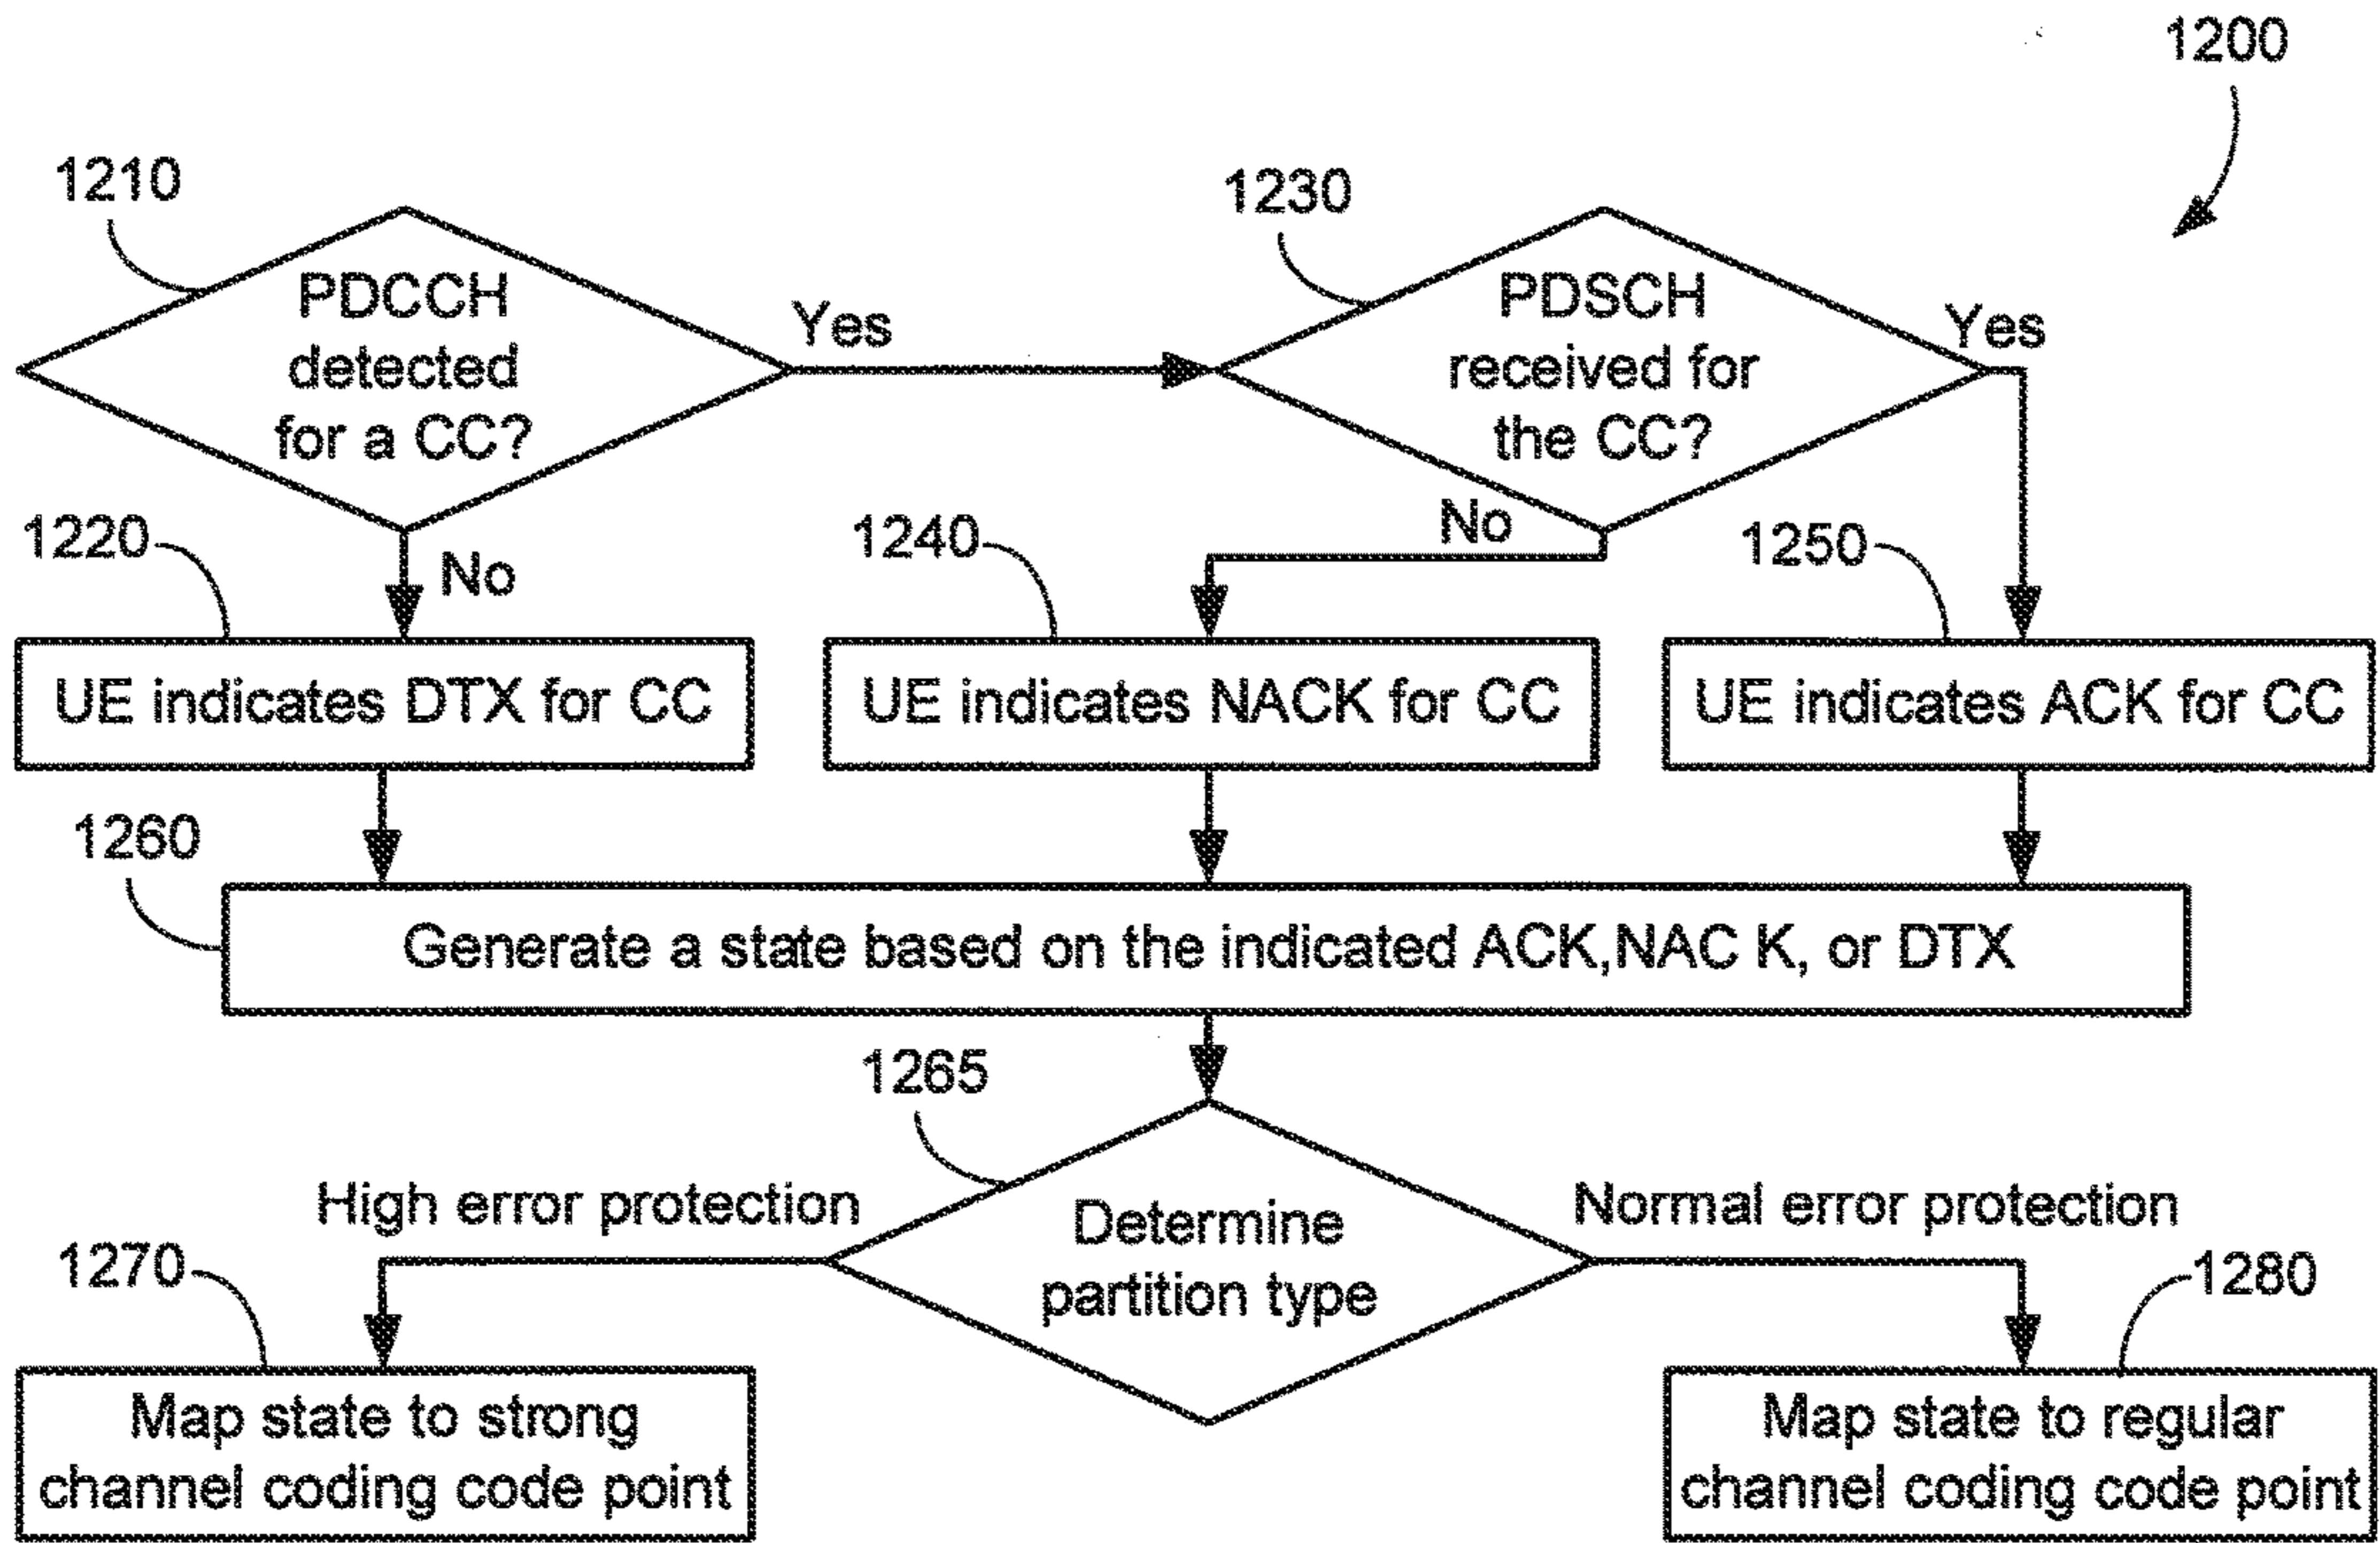 1200
1210
1230
PDCCH
detected
for a CC?
Yes
PDSCH
received for
the CC?
Yes
1220
No
1240
No
1250
UE indicates DTX for CC
UE indicates NACK for CC
UE indicates ACK for CC
1260
Generate a state based on the indicated ACK,NAC K, or DTX
1265
High error protection
Determine
partition type
Normal error protection
1270
1280
Map state to strong
channel coding code point
Map state to regular
channel coding code point